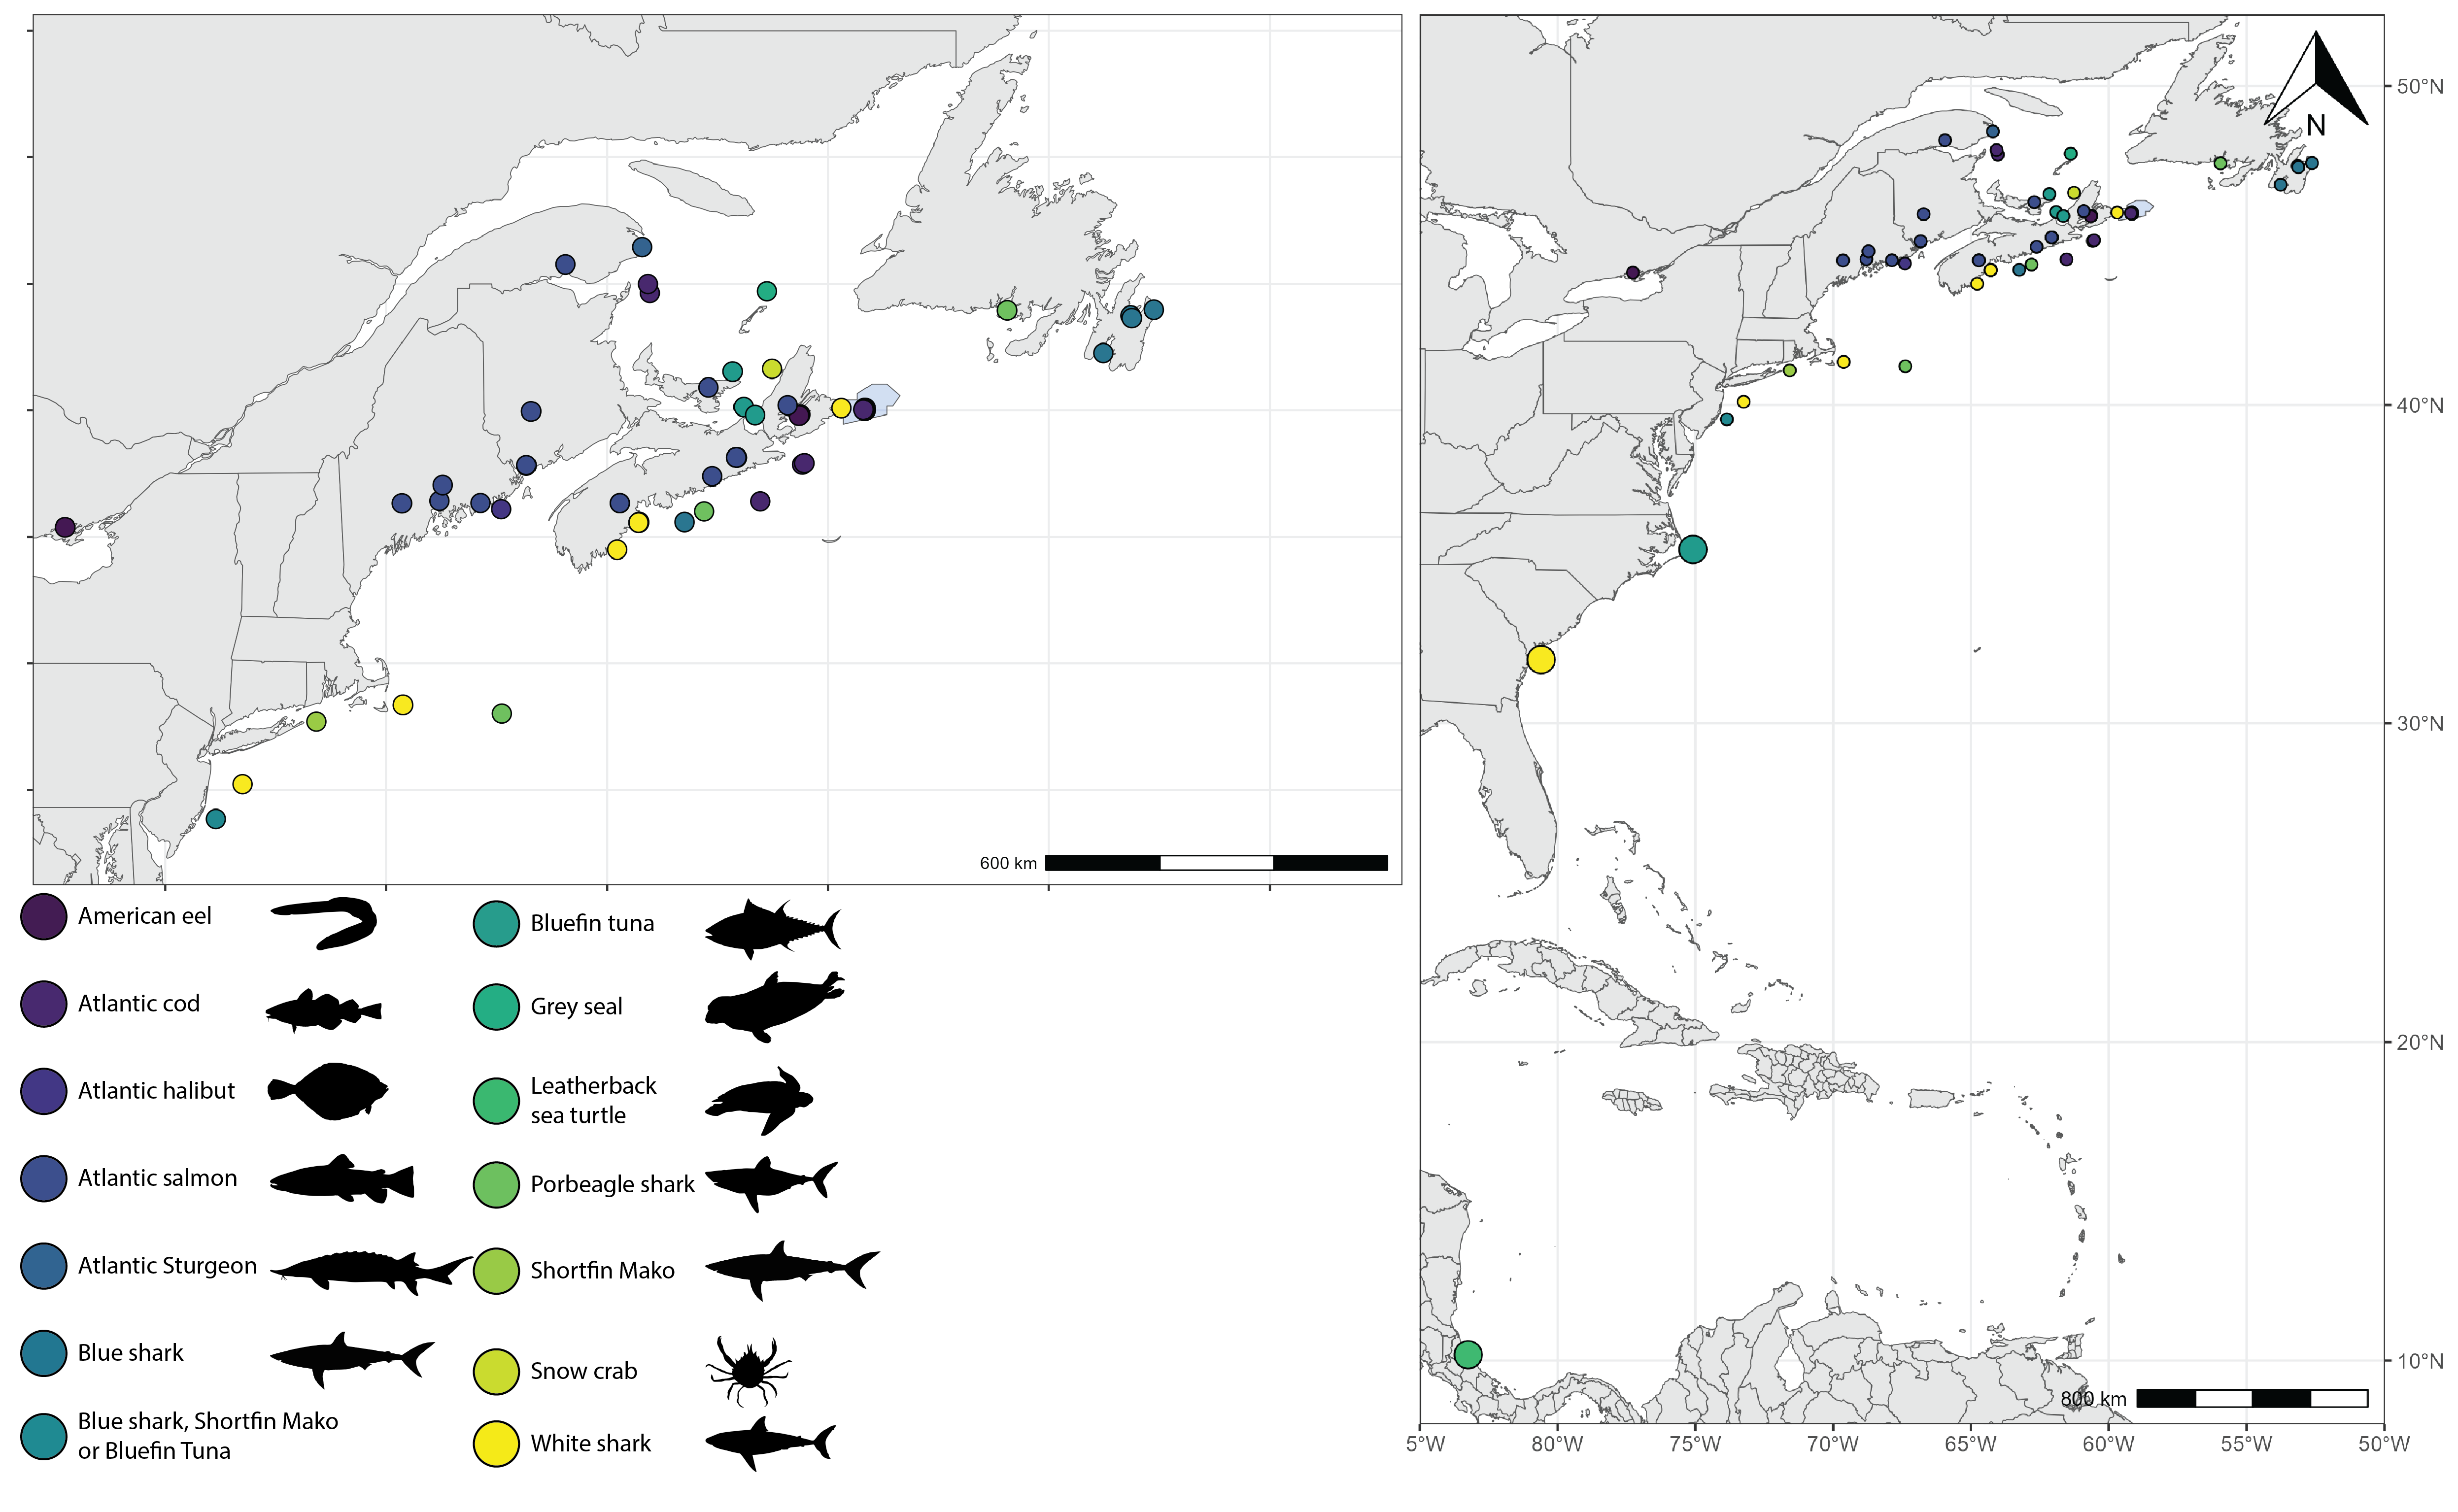 600 km
American eel
Atlantic cod
Atlantic halibut
Atlantic salmon
Atlantic Sturgeon
Blue shark
Blue shark, Shortfin Mako
or Bluefin Tuna
Bluefin tuna
Grey seal
Leatherback
sea turtle
Porbeagle shark
Shortfin Mako
Snow crab
White shark
N
50°N
40°N
30°N
20°N
10°N
800 km
5°W 80°W 75°W 70°W 65°W 60°W 55°W 50°W